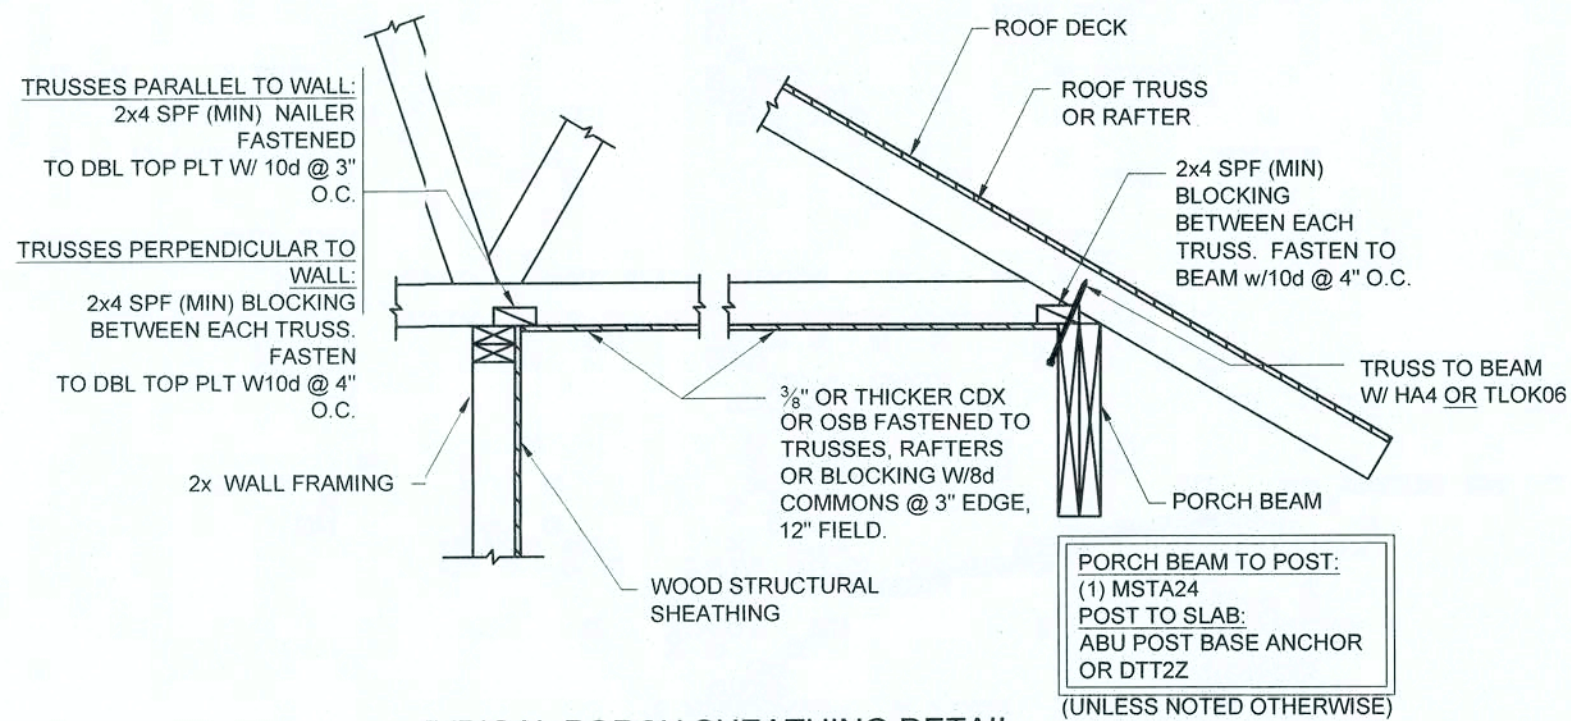 TRUSSES PARALLEL TO WALL:
2x4 SPF (MIN) NAILER
FASTENED
TO DBL TOP PLT W/ 10d @ 3"
O.C.
TRUSSES PERPENDICULAR TO
WALL:
2x4 SPF (MIN) BLOCKING
BETWEEN EACH TRUSS.
FASTEN
TO DBL TOP PLT W10d @ 4"
O.C.
2x WALL FRAMING
ROOF DECK
ROOF TRUSS
OR RAFTER
2x4 SPF (MIN)
BLOCKING
BETWEEN EACH
TRUSS. FASTEN TO
BEAM w/10d @ 4" O.C.
TRUSS TO BEAM
W/ HA4 OR TLOK06
⅜" OR THICKER CDX
OR OSB FASTENED TO
TRUSSES, RAFTERS
OR BLOCKING W/8d
COMMONS @ 3" EDGE,
12" FIELD.
PORCH BEAM
WOOD STRUCTURAL
SHEATHING
PORCH BEAM TO POST:
(1) MSTA24
POST TO SLAB:
ABU POST BASE ANCHOR
OR DTT2Z
(UNLESS NOTED OTHERWISE)
TYPICAL PORCH SHEATHING DETAIL